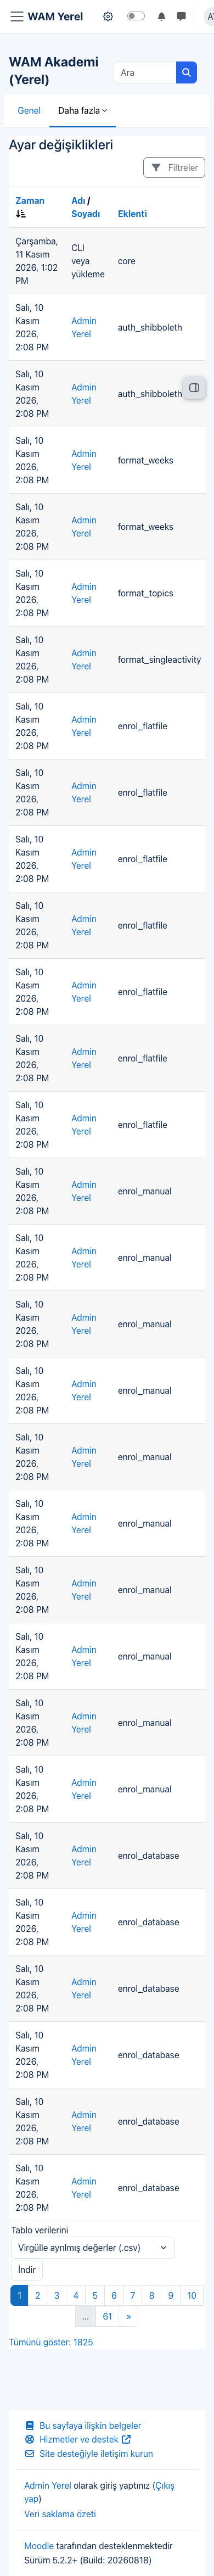 WAM Yerel
AY
WAM Akademi
(Yerel)
Ara
Genel
Daha fazla
Ayar değişiklikleri
Filtreler
Zaman
Adı /
Soyadı
Eklenti
Çarşamba,
11 Kasım
2026, 1:02
PM
CLI
veya
yükleme
core
Salı, 10
Kasım
2026,
2:08 PM
Admin
Yerel
auth_shibboleth
Salı, 10
Kasım
2026,
2:08 PM
Admin
Yerel
auth_shibboleth
Salı, 10
Kasım
2026,
2:08 PM
Admin
Yerel
format_weeks
Salı, 10
Kasım
2026,
2:08 PM
Admin
Yerel
format_weeks
Salı, 10
Kasım
2026,
2:08 PM
Admin
Yerel
format_topics
Salı, 10
Kasım
2026,
2:08 PM
Admin
Yerel
format_singleactivity
Salı, 10
Kasım
2026,
2:08 PM
Admin
Yerel
enrol_flatfile
Salı, 10
Kasım
2026,
2:08 PM
Admin
Yerel
enrol_flatfile
Salı, 10
Kasım
2026,
2:08 PM
Admin
Yerel
enrol_flatfile
Salı, 10
Kasım
2026,
2:08 PM
Admin
Yerel
enrol_flatfile
Salı, 10
Kasım
2026,
2:08 PM
Admin
Yerel
enrol_flatfile
Salı, 10
Kasım
2026,
2:08 PM
Admin
Yerel
enrol_flatfile
Salı, 10
Kasım
2026,
2:08 PM
Admin
Yerel
enrol_flatfile
Salı, 10
Kasım
2026,
2:08 PM
Admin
Yerel
enrol_manual
Salı, 10
Kasım
2026,
2:08 PM
Admin
Yerel
enrol_manual
Salı, 10
Kasım
2026,
2:08 PM
Admin
Yerel
enrol_manual
Salı, 10
Kasım
2026,
2:08 PM
Admin
Yerel
enrol_manual
Salı, 10
Kasım
2026,
2:08 PM
Admin
Yerel
enrol_manual
Salı, 10
Kasım
2026,
2:08 PM
Admin
Yerel
enrol_manual
Salı, 10
Kasım
2026,
2:08 PM
Admin
Yerel
enrol_manual
Salı, 10
Kasım
2026,
2:08 PM
Admin
Yerel
enrol_manual
Salı, 10
Kasım
2026,
2:08 PM
Admin
Yerel
enrol_manual
Salı, 10
Kasım
2026,
2:08 PM
Admin
Yerel
enrol_manual
Salı, 10
Kasım
2026,
2:08 PM
Admin
Yerel
enrol_database
Salı, 10
Kasım
2026,
2:08 PM
Admin
Yerel
enrol_database
Salı, 10
Kasım
2026,
2:08 PM
Admin
Yerel
enrol_database
Salı, 10
Kasım
2026,
2:08 PM
Admin
Yerel
enrol_database
Salı, 10
Kasım
2026,
2:08 PM
Admin
Yerel
enrol_database
Salı, 10
Kasım
2026,
2:08 PM
Admin
Yerel
enrol_database
Tablo verilerini
Virgülle ayrılmış değerler (.csv)
İndir
1 2 3 4 5 6 7 8 9 10
... 61 »
Tümünü göster: 1825
Bu sayfaya ilişkin belgeler
Hizmetler ve destek
Site desteğiyle iletişim kurun
Admin Yerel olarak giriş yaptınız (Çıkış
yap)
Veri saklama özeti
Moodle tarafından desteklenmektedir
Sürüm 5.2.2+ (Build: 20260818)